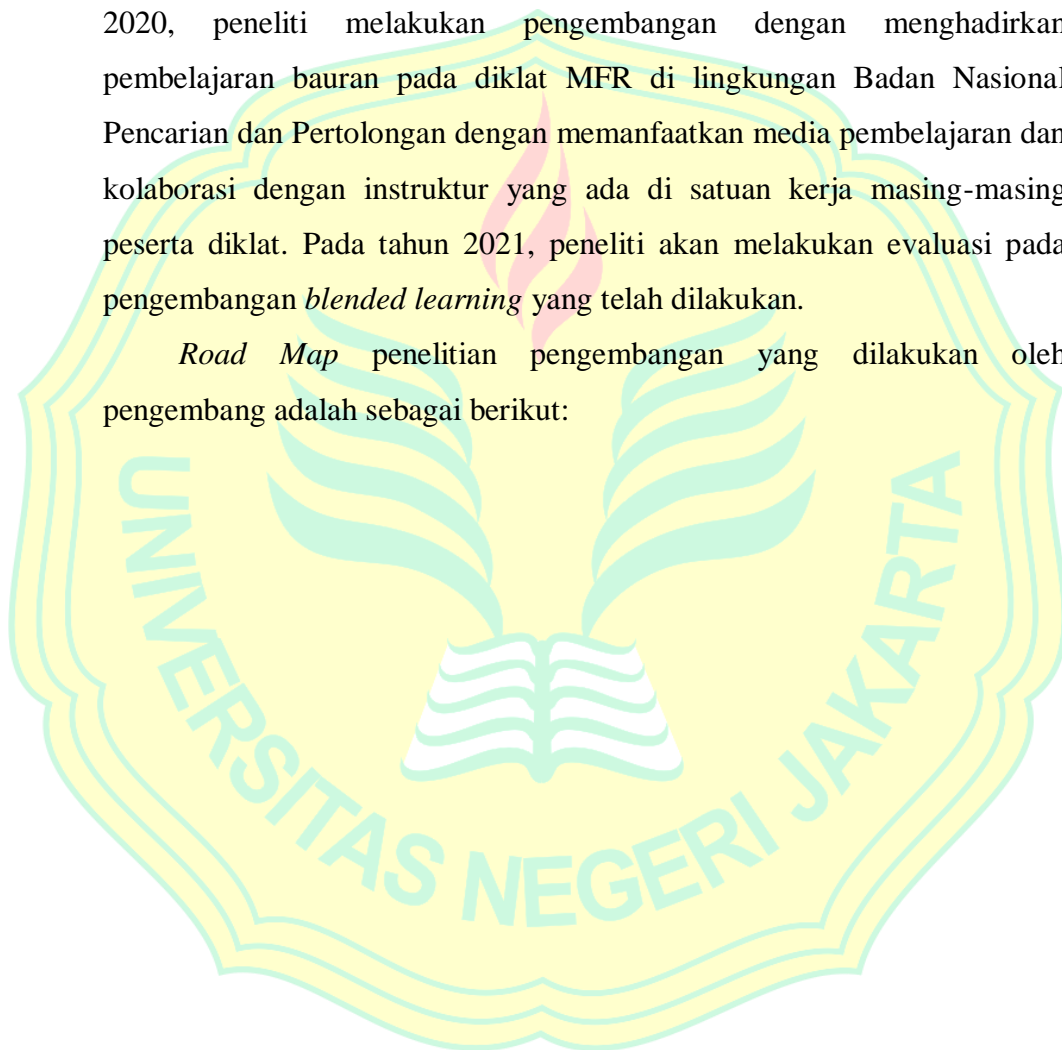 2020, peneliti melakukan pengembangan dengan menghadirkan
pembelajaran bauran pada diklat MFR di lingkungan Badan Nasional
Pencarian dan Pertolongan dengan memanfaatkan media pembelajaran dan
kolaborasi dengan instruktur yang ada di satuan kerja masing-masing
peserta diklat. Pada tahun 2021, peneliti akan melakukan evaluasi pada
pengembangan blended learning yang telah dilakukan.
Road Map penelitian pengembangan yang dilakukan oleh
pengembang adalah sebagai berikut:
UNIVERSITAS NEGERI JAKARTA